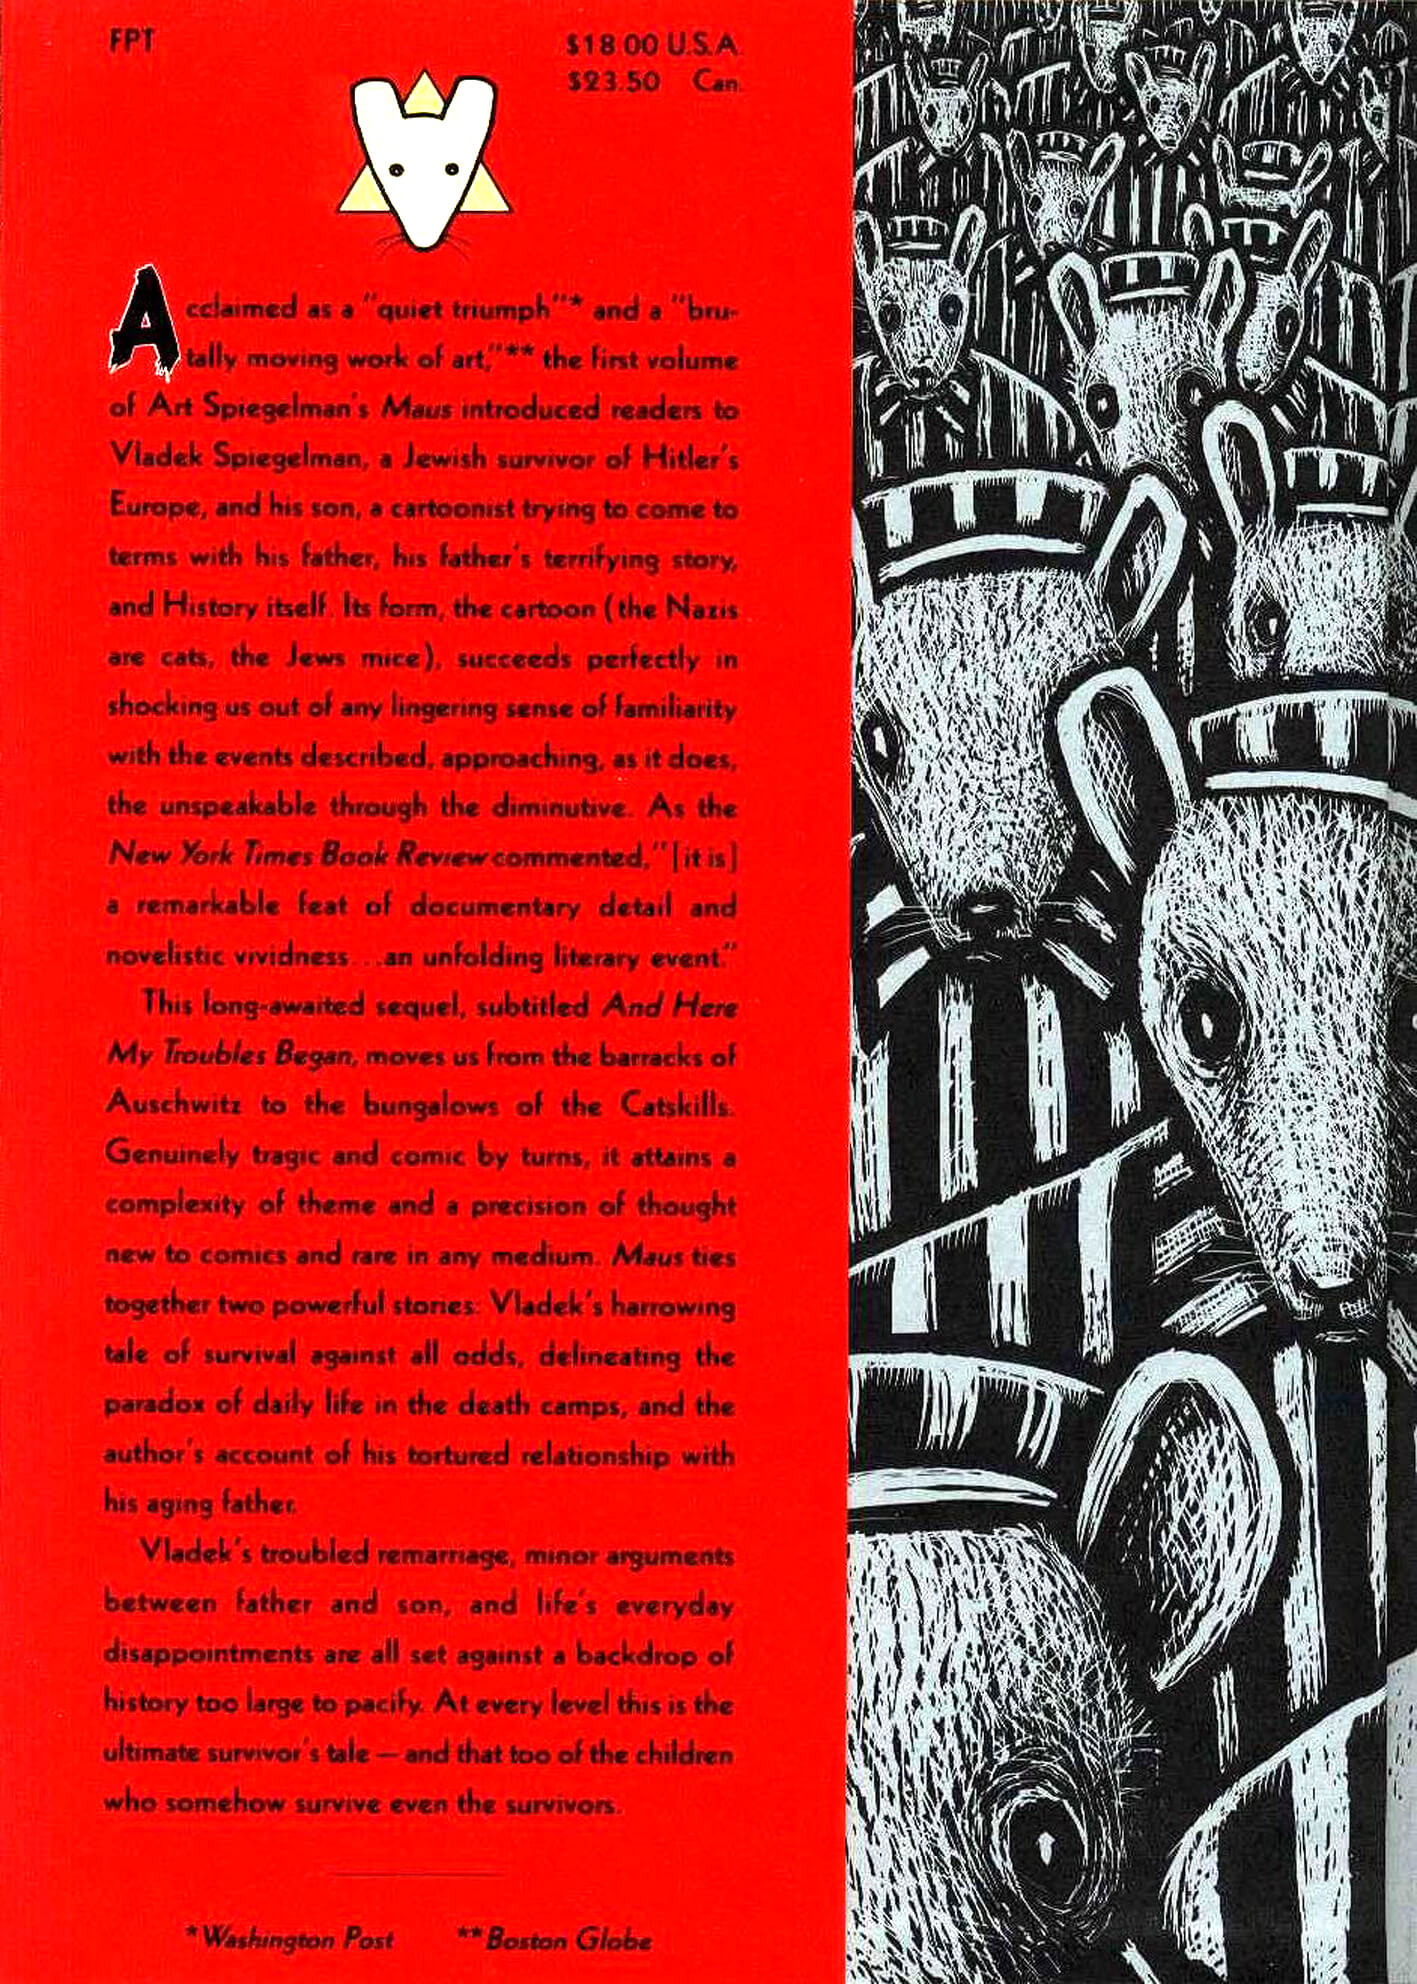 FPT
$18 00 U.S.A.
$23.50 Can.
Acclaimed as a "quiet triumph"* and a "bru-
tally moving work of art,"** the first volume
of Art Spiegelman's Maus introduced readers to
Vladek Spiegelman, a Jewish survivor of Hitler's
Europe, and his son, a cartoonist trying to come to
terms with his father, his father's terrifying story,
and History itself. Its form, the cartoon (the Nazis
are cats, the Jews mice), succeeds perfectly in
shocking us out of any lingering sense of familiarity
with the events described, approaching, as it does,
the unspeakable through the diminutive. As the
New York Times Book Review commented, "[it is]
a remarkable feat of documentary detail and
novelistic vividness...an unfolding literary event."
This long-awaited sequel, subtitled And Here
My Troubles Began, moves us from the barracks of
Auschwitz to the bungalows of the Catskills.
Genuinely tragic and comic by turns, it attains a
complexity of theme and a precision of thought
new to comics and rare in any medium. Maus ties
together two powerful stories: Vladek's harrowing
tale of survival against all odds, delineating the
paradox of daily life in the death camps, and the
author's account of his tortured relationship with
his aging father.
Vladek's troubled remarriage, minor arguments
between father and son, and life's everyday
disappointments are all set against a backdrop of
history too large to pacify. At every level this is the
ultimate survivor's tale — and that too of the children
who somehow survive even the survivors.
*Washington Post **Boston Globe